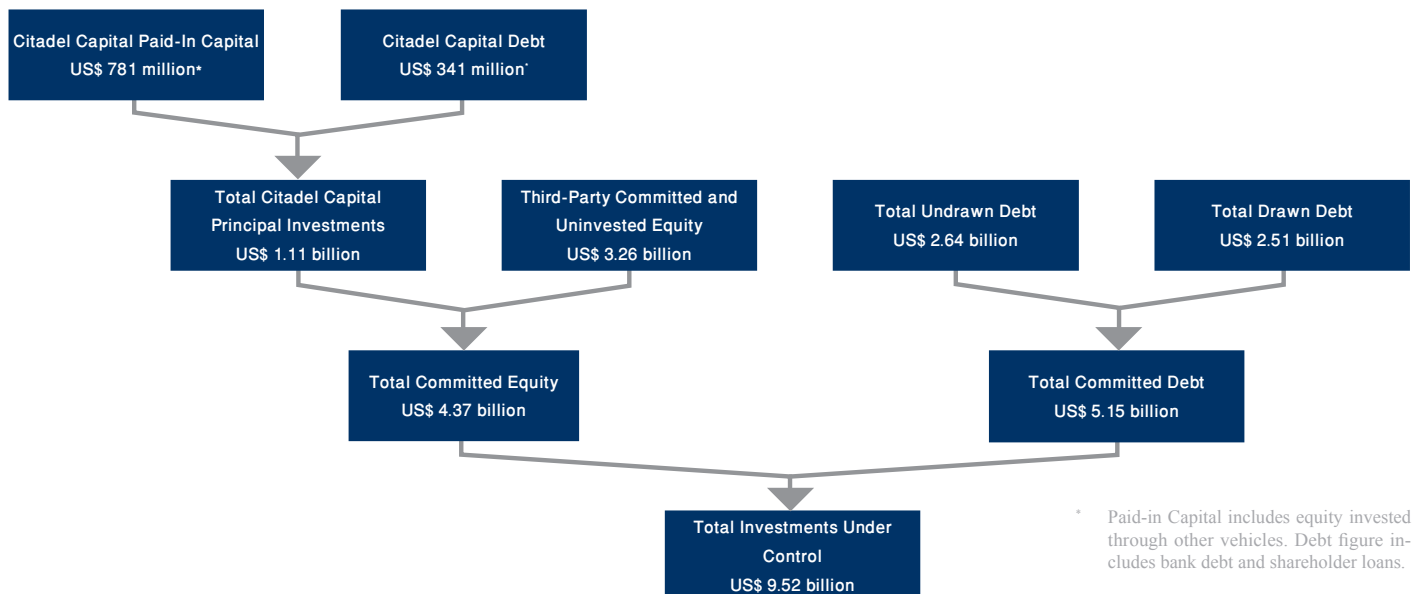 Citadel Capital Paid-In Capital
US$ 781 million*
Citadel Capital Debt
US$ 341 million*
Total Citadel Capital
Principal Investments
US$ 1.11 billion
Third-Party Committed and
Uninvested Equity
US$ 3.26 billion
Total Undrawn Debt
US$ 2.64 billion
Total Drawn Debt
US$ 2.51 billion
Total Committed Equity
US$ 4.37 billion
Total Committed Debt
US$ 5.15 billion
Total Investments Under
Control
US$ 9.52 billion
* Paid-in Capital includes equity invested
through other vehicles. Debt figure in-
cludes bank debt and shareholder loans.